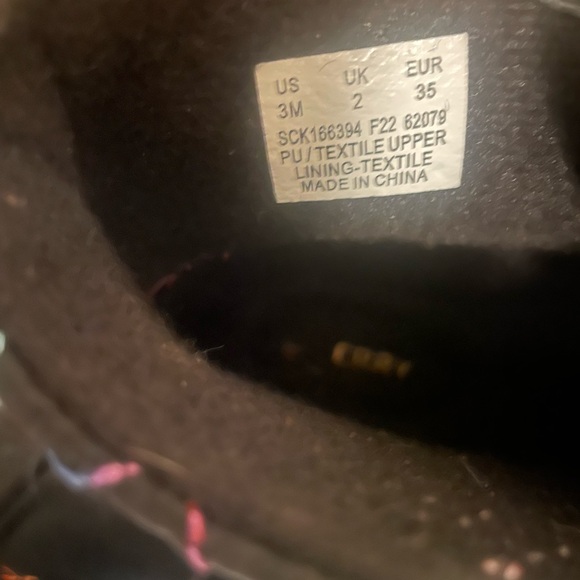 US UK EUR
3M 2 35
SCK166394 F22 62079
PU / TEXTILE UPPER
LINING-TEXTILE
MADE IN CHINA